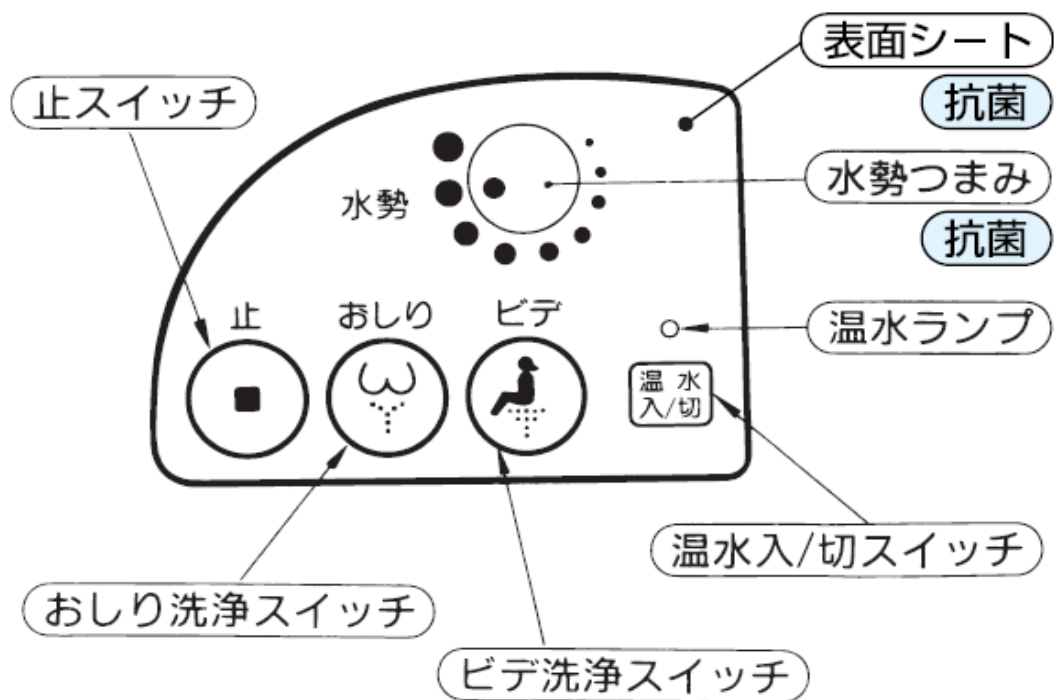 表面シート
抗菌
止スイッチ
水勢つまみ
抗菌
水勢
温水ランプ
止
おしり
ビデ
温水
入/切
温水入/切スイッチ
おしり洗浄スイッチ
ビデ洗浄スイッチ